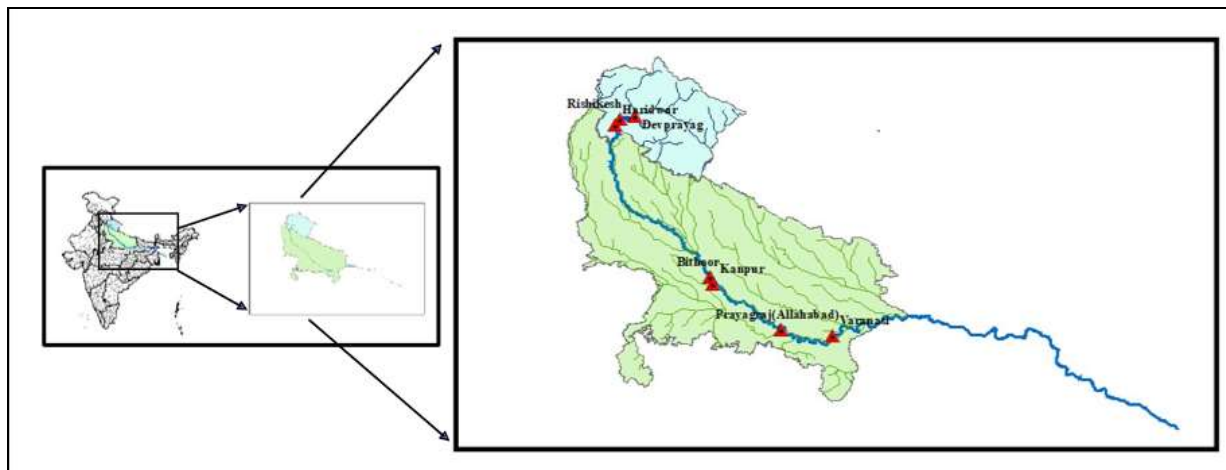 Rishikesh Haridwar
Devprayag
Bithoor
Kanpur
Prayagraj(Allahabad) Varanasi